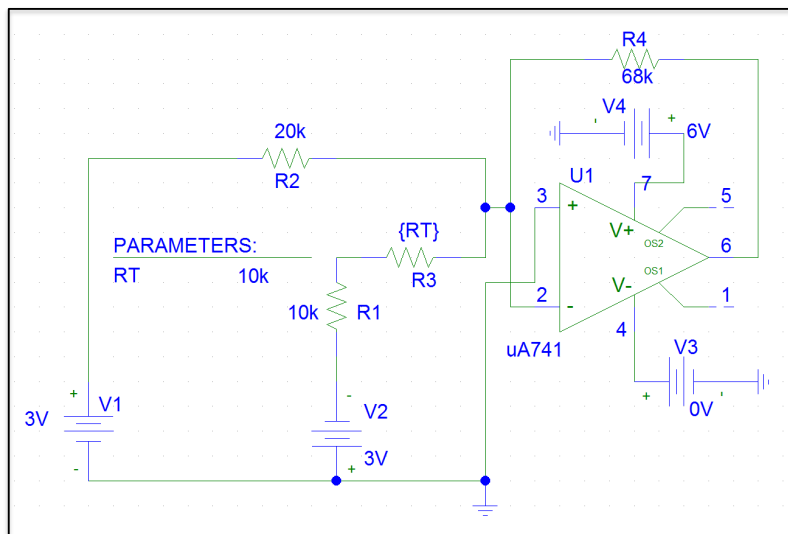 R4
68k
V4
- +
6V
20k
R2
U1
7
5
3
+
V+
OS2
{RT}
R3
PARAMETERS:
RT 10k
6
OS1
V-
10k R1
2
-
1
4
uA741
V3
+ -
0V
+
V1
3V
-
-
V2
3V
+